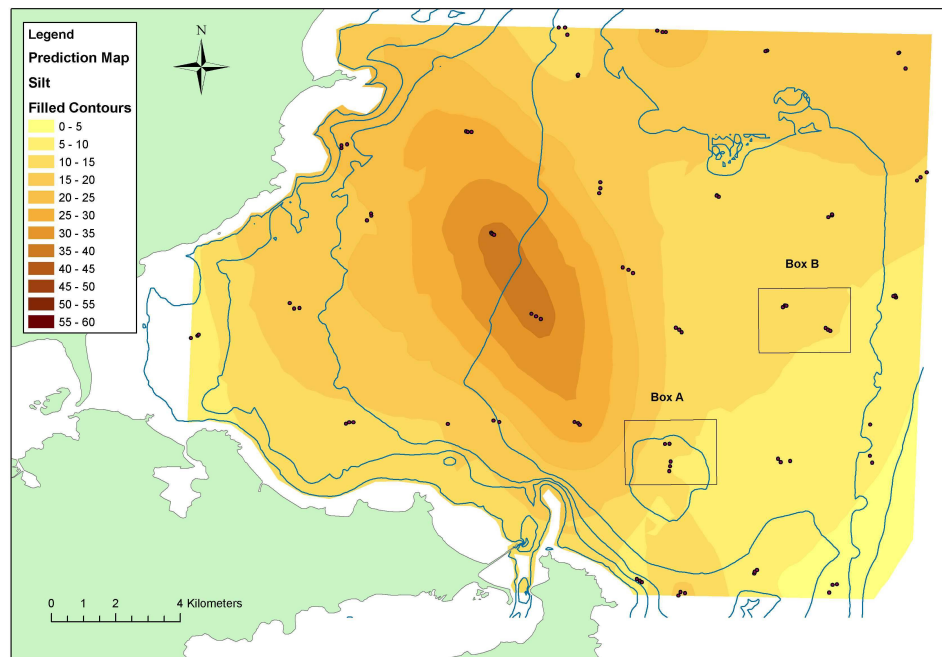 Legend
Prediction Map
Silt
Filled Contours
0 - 5
5 - 10
10 - 15
15 - 20
20 - 25
25 - 30
30 - 35
35 - 40
40 - 45
45 - 50
50 - 55
55 - 60
N
Box B
Box A
0 1 2 4 Kilometers